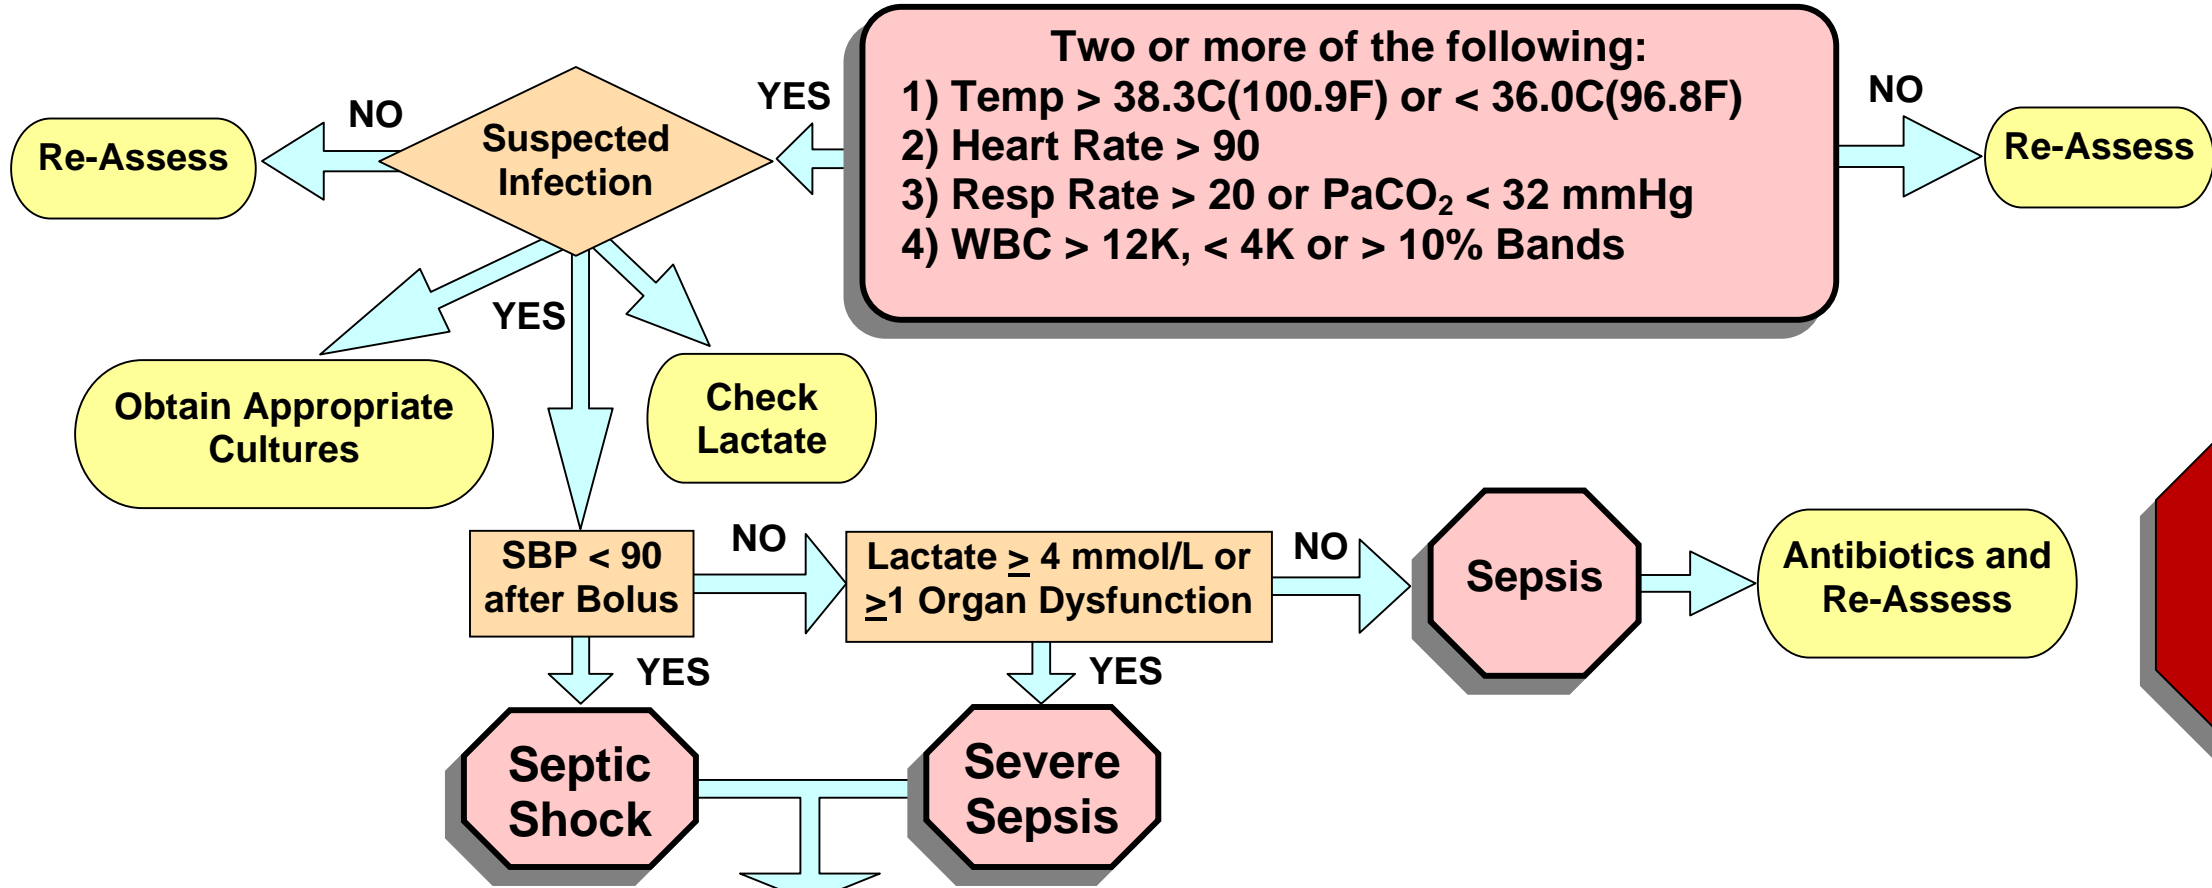 Two or more of the following:
1) Temp > 38.3C(100.9F) or < 36.0C(96.8F)
2) Heart Rate > 90
3) Resp Rate > 20 or PaCO₂ < 32 mmHg
4) WBC > 12K, < 4K or > 10% Bands
YES
NO
Re-Assess
Suspected
Infection
NO
Re-Assess
YES
Obtain Appropriate
Cultures
Check
Lactate
SBP < 90
after Bolus
NO
Lactate ≥ 4 mmol/L or
≥1 Organ Dysfunction
NO
Sepsis
Antibiotics and
Re-Assess
YES
YES
Septic
Shock
Severe
Sepsis